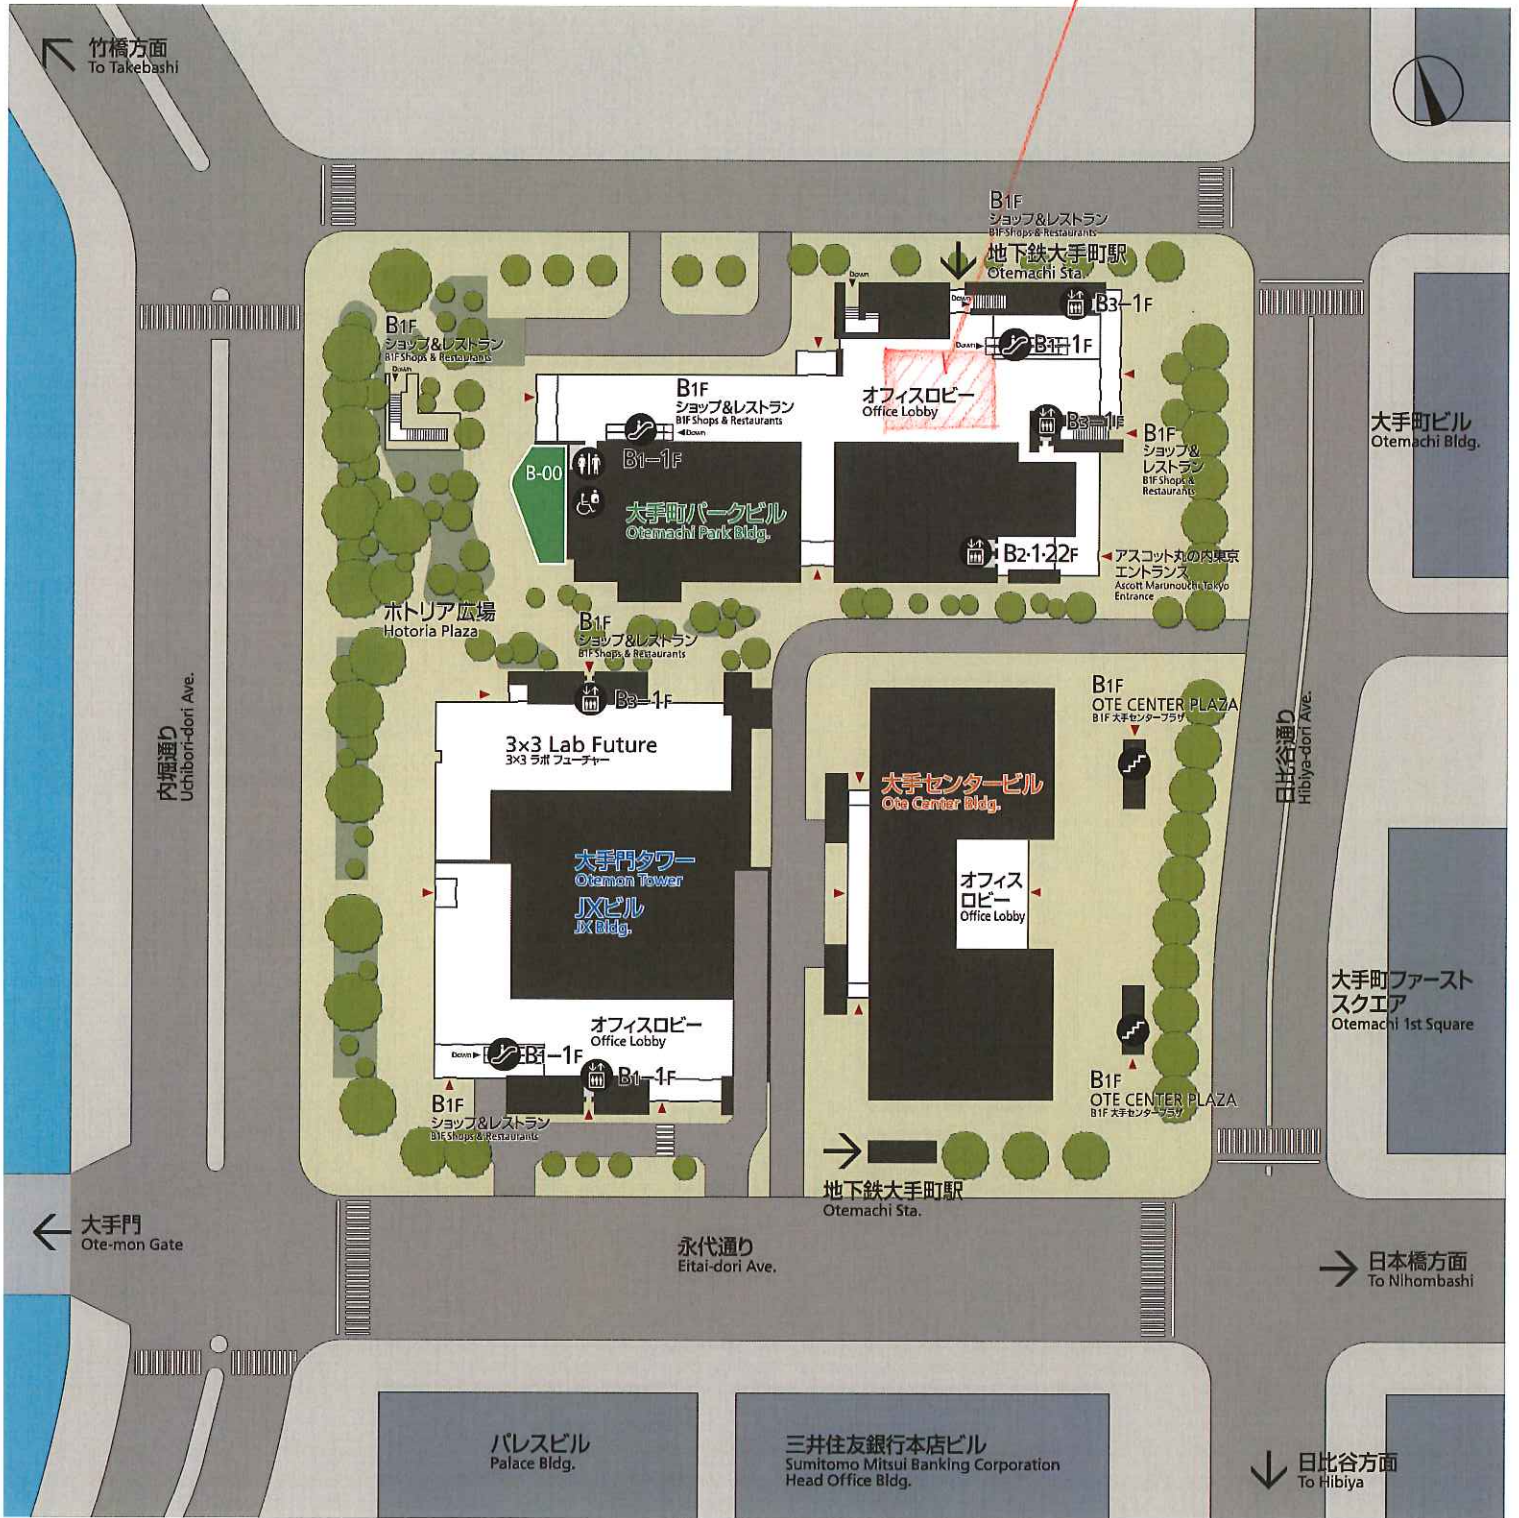 竹橋方面
To Takebashi
B1F
ショップ&レストラン
B1F Shops & Restaurants
地下鉄大手町駅
Otemachi Sta.
Down
Down
B3–1F
Down
B1–1F
B1F
ショップ&レストラン
B1F Shops & Restaurants
Down
B1F
ショップ&レストラン
B1F Shops & Restaurants
Down
B1–1F
オフィスロビー
Office Lobby
B3–1F
B1F
ショップ&
レストラン
B1F Shops &
Restaurants
大手町ビル
Otemachi Bldg.
B-00
大手町パークビル
Otemachi Park Bldg.
B2·1·22F
アスコット丸の内東京
エントランス
Ascott Marunouchi Tokyo
Entrance
ホトリア広場
Hotoria Plaza
B1F
ショップ&レストラン
B1F Shops & Restaurants
B3–1F
3×3 Lab Future
3×3 ラボ フューチャー
内堀通り
Uchibori-dori Ave.
B1F
OTE CENTER PLAZA
B1F 大手センタープラザ
日比谷通り
Hibiya-dori Ave.
大手センタービル
Ote Center Bldg.
大手門タワー
Otemon Tower
JXビル
JX Bldg.
オフィス
ロビー
Office Lobby
大手町ファースト
スクエア
Otemachi 1st Square
オフィスロビー
Office Lobby
Down
B1–1F
B1–1F
B1F
ショップ&レストラン
B1F Shops & Restaurants
B1F
OTE CENTER PLAZA
B1F 大手センタープラザ
地下鉄大手町駅
Otemachi Sta.
大手門
Ote-mon Gate
永代通り
Eitai-dori Ave.
日本橋方面
To Nihombashi
パレスビル
Palace Bldg.
三井住友銀行本店ビル
Sumitomo Mitsui Banking Corporation
Head Office Bldg.
日比谷方面
To Hibiya